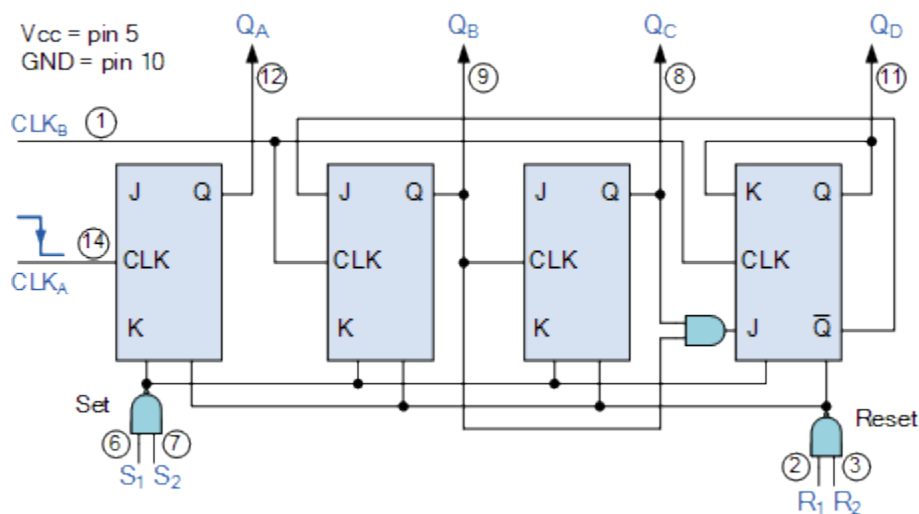 Vcc = pin 5
GND = pin 10
QA
QB
QC
QD
12
9
8
11
CLKB
1
J Q
J Q
J Q
K Q
14
CLKA
CLK
CLK
CLK
CLK
K
K
K
J Q̅
Set
Reset
6
7
2
3
S1 S2
R1 R2